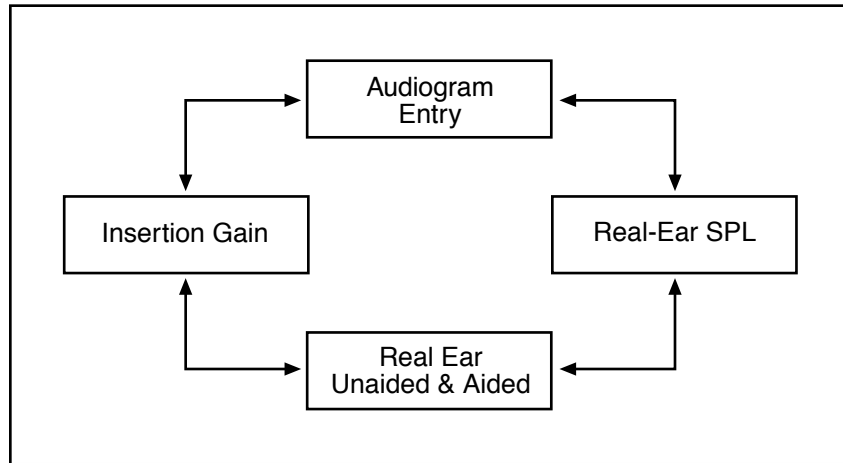 Audiogram
Entry
Insertion Gain
Real-Ear SPL
Real Ear
Unaided & Aided